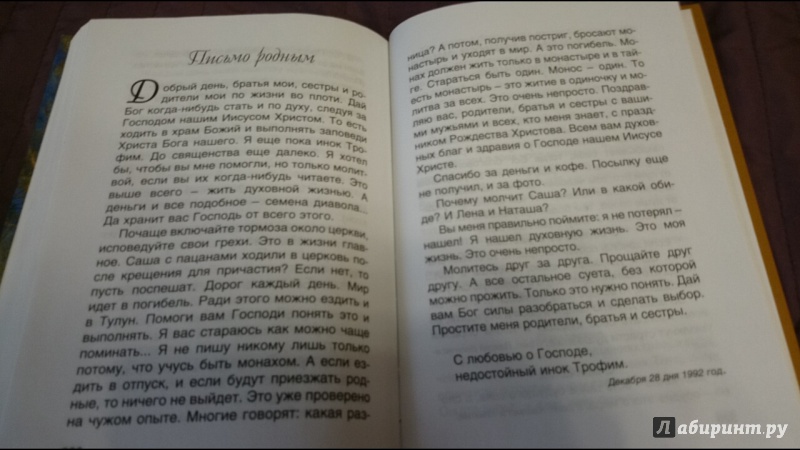 Письмо родным
Добрый день, братья мои, сестры и ро-
дители мои по жизни во плоти. Дай
Бог когда-нибудь стать и по духу, следуя за
Господом нашим Иисусом Христом. То есть
ходить в храм Божий и выполнять заповеди
Христа Бога нашего. Я еще пока инок Тро-
фим. До священства еще далеко. Я хотел
бы, чтобы вы мне помогли, но только молит-
вой, если вы их когда-нибудь читаете. Это
выше всего – жить духовной жизнью. А
деньги и все подобное – семена диавола...
Да хранит вас Господь от всего этого.
Почаще включайте тормоза около церкви,
исповедуйте свои грехи. Это в жизни глав-
ное. Саша с пацанами ходили в церковь по-
сле крещения для причастия? Если нет, то
пусть поспешат. Дорог каждый день. Мир
идет в погибель. Ради этого можно ездить и
в Тулун. Помоги вам Господи понять это и
выполнять. Я вас стараюсь как можно чаще
поминать... Я не пишу никому лишь только
потому, что учусь быть монахом. А если ез-
дить в отпуск, и если будут приезжать род-
ные, то ничего не выйдет. Это уже проверено
на чужом опыте. Многие говорят: какая раз-
ница? А потом, получив постриг, бросают мо-
настырь и уходят в мир. А это погибель. Мо-
нах должен жить только в монастыре и в тай-
ге. Стараться быть один. Монос – один. То
есть монастырь – это житие в одиночку и мо-
литва за всех. Это очень непросто. Поздрав-
ляю вас, родители, братья и сестры с ваши-
ми мужьями и всех, кто меня знает, с празд-
ником Рождества Христова. Всем вам духов-
ных благ и здравия о Господе нашем Иисусе
Христе.
Спасибо за деньги и кофе. Посылку еще
не получил, и за фото.
Почему молчит Саша? Или в какой оби-
де? И Лена и Наташа?
Вы меня правильно поймите: я не потерял –
нашел! Я нашел духовную жизнь. Это моя
жизнь. Это очень непросто.
Молитесь друг за друга. Прощайте друг
другу. А все остальное суета, без которой
можно прожить. Только это нужно понять. Дай
вам Бог силы разобраться и сделать выбор.
Простите меня родители, братья и сестры.
С любовью о Господе,
недостойный инок Трофим.
Декабря 28 дня 1992 год.
Лабиринт.ру